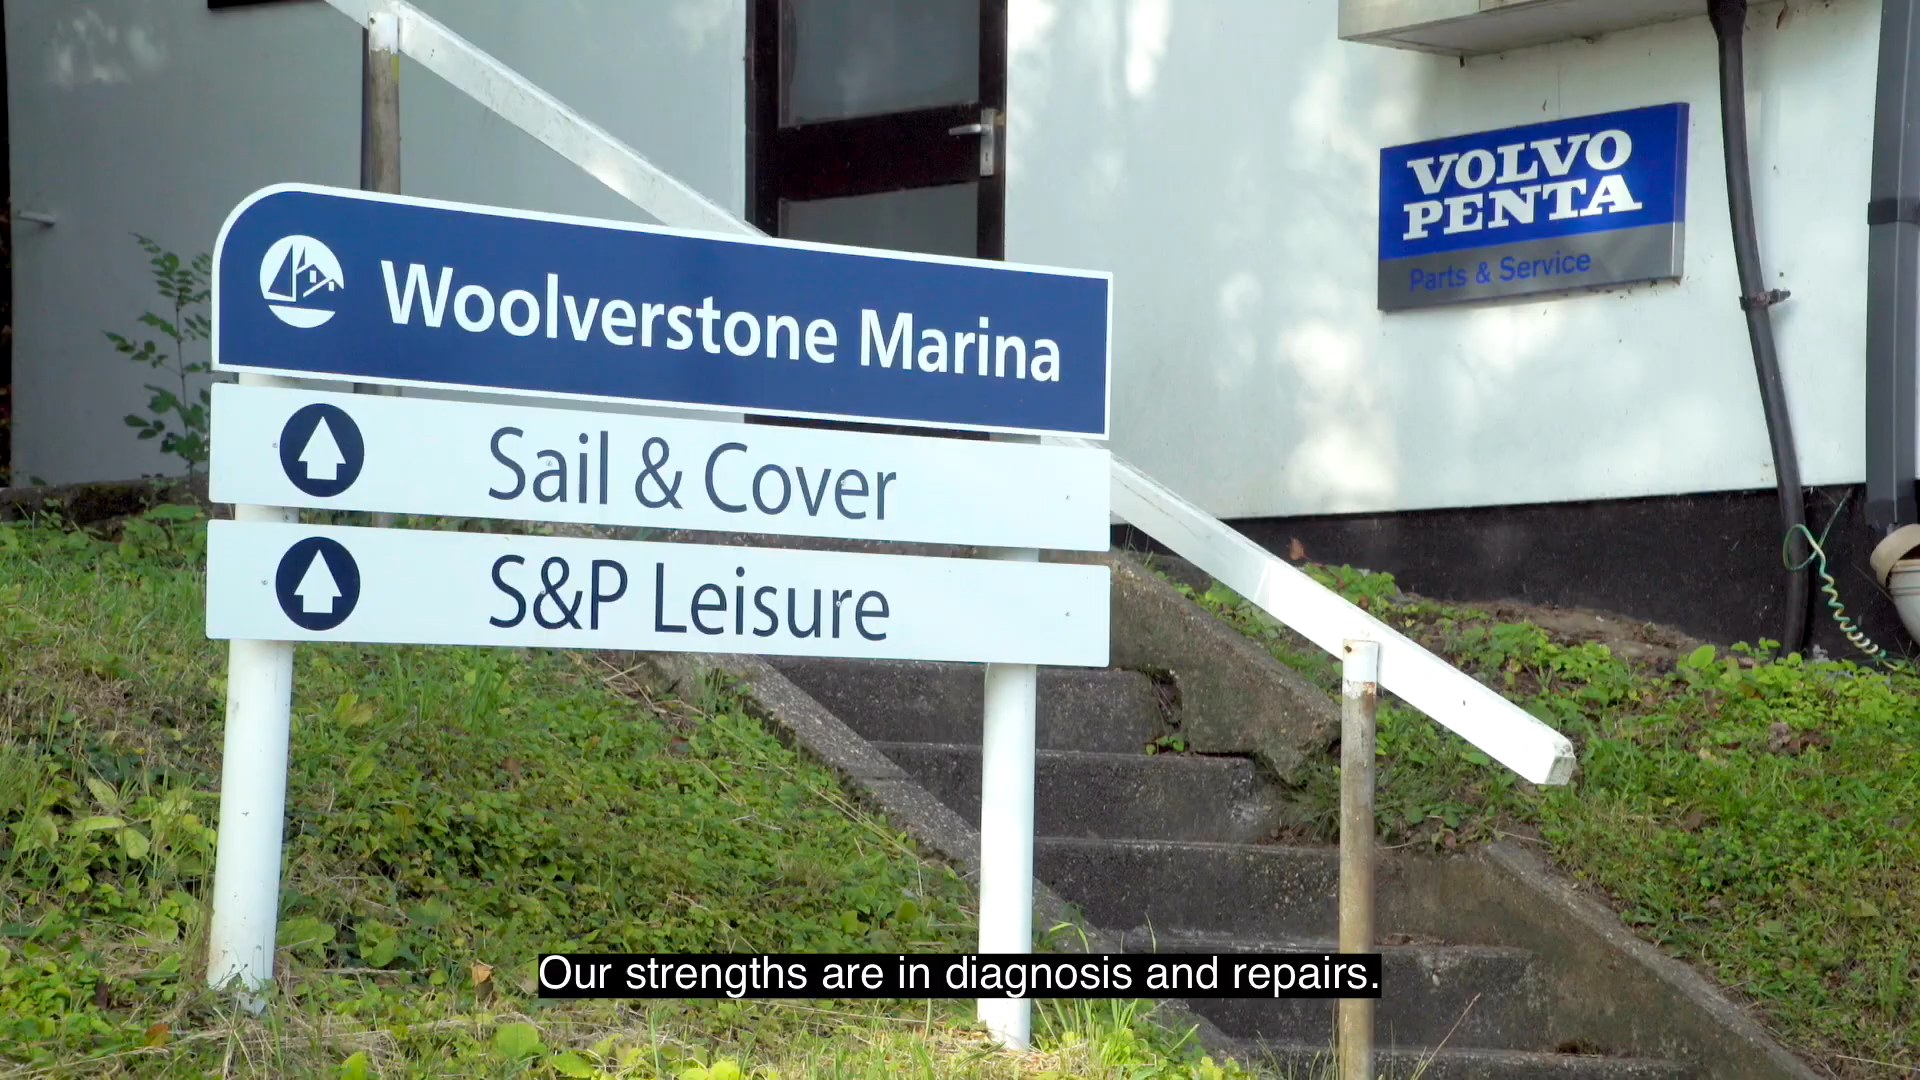 Woolverstone Marina
Sail & Cover
S&P Leisure
VOLVO
PENTA
Parts & Service
Our strengths are in diagnosis and repairs.